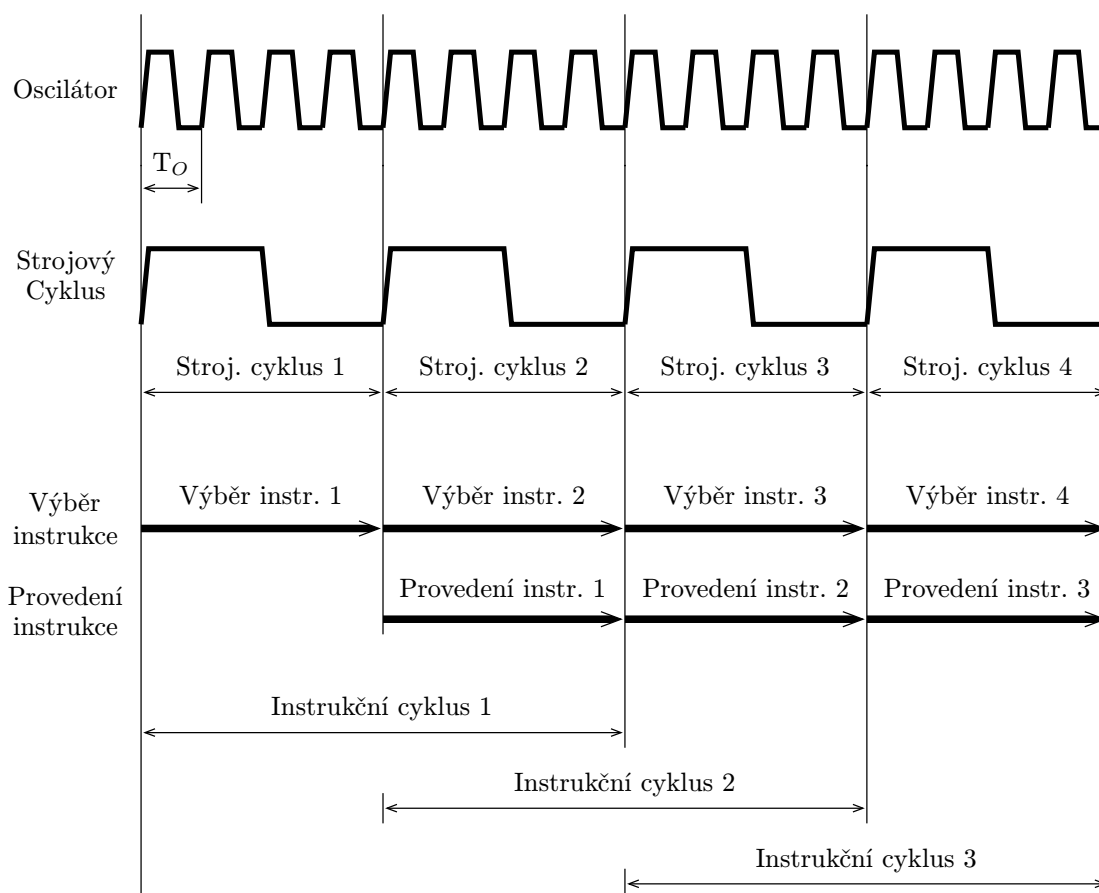 Oscilátor
T_O
Strojový
Cyklus
Stroj. cyklus 1
Stroj. cyklus 2
Stroj. cyklus 3
Stroj. cyklus 4
Výběr
instrukce
Výběr instr. 1
Výběr instr. 2
Výběr instr. 3
Výběr instr. 4
Provedení
instrukce
Provedení instr. 1
Provedení instr. 2
Provedení instr. 3
Instrukční cyklus 1
Instrukční cyklus 2
Instrukční cyklus 3